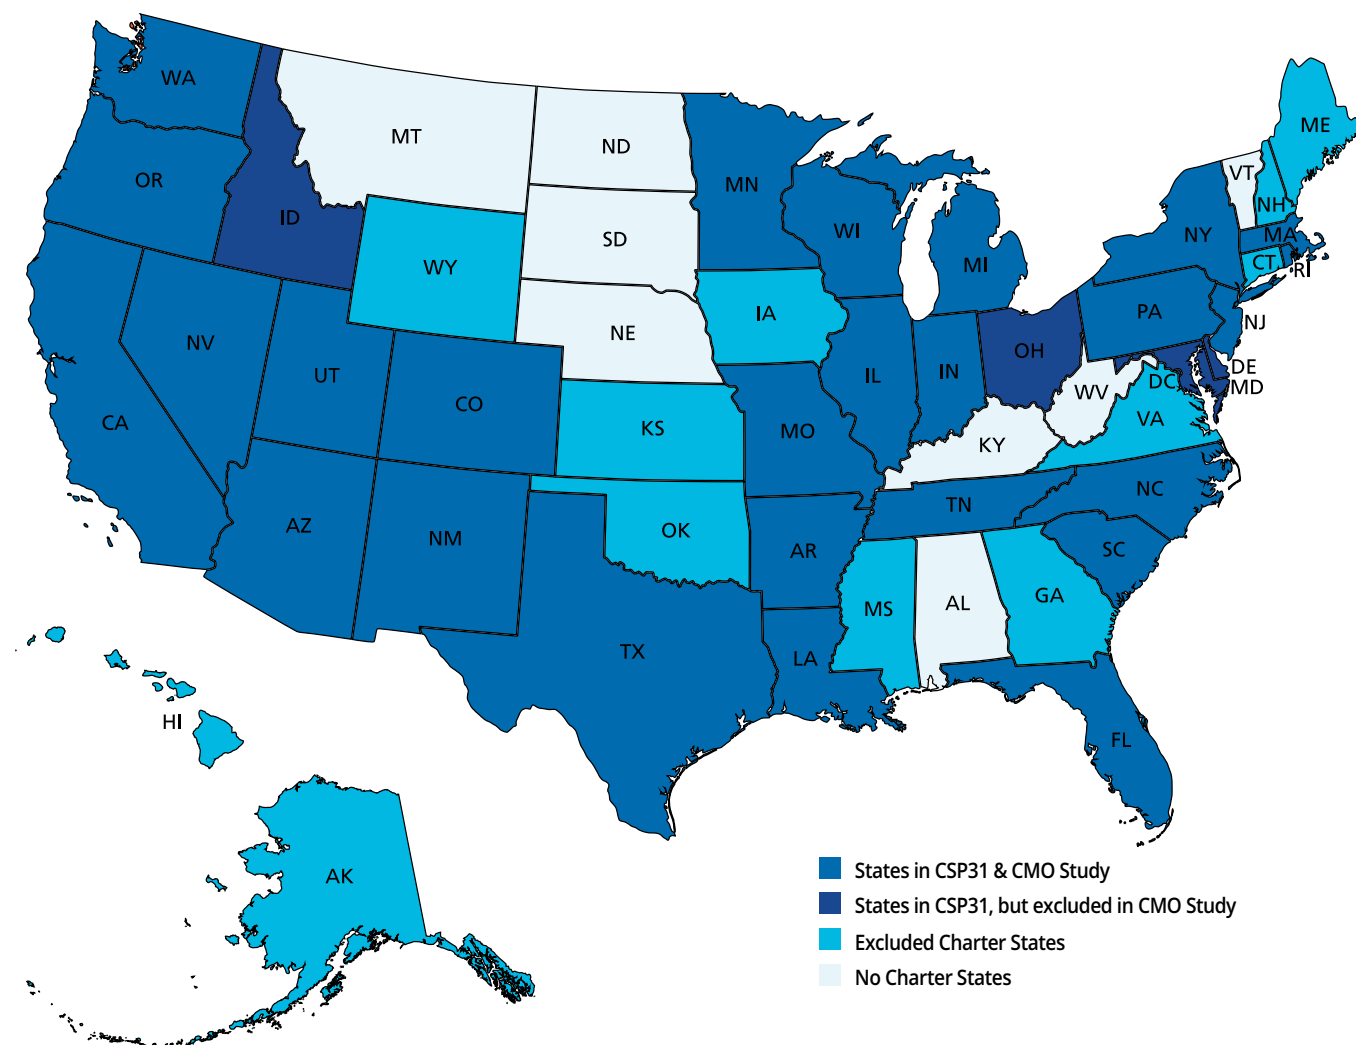 WA
MT
ND
MN
ME
OR
ID
SD
WI
MI
VT
NH
NY
MA
WY
CT
RI
IA
NE
PA
NJ
NV
UT
CO
IL
IN
OH
DE
MD
DC
WV
CA
KS
MO
KY
VA
AZ
NM
OK
AR
TN
NC
SC
MS
AL
GA
TX
LA
HI
FL
AK
States in CSP31 & CMO Study
States in CSP31, but excluded in CMO Study
Excluded Charter States
No Charter States